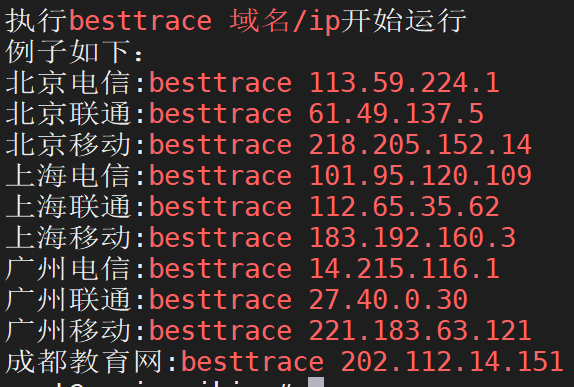 执行besttrace 域名/ip开始运行
例子如下：
北京电信:besttrace 113.59.224.1
北京联通:besttrace 61.49.137.5
北京移动:besttrace 218.205.152.14
上海电信:besttrace 101.95.120.109
上海联通:besttrace 112.65.35.62
上海移动:besttrace 183.192.160.3
广州电信:besttrace 14.215.116.1
广州联通:besttrace 27.40.0.30
广州移动:besttrace 221.183.63.121
成都教育网:besttrace 202.112.14.151